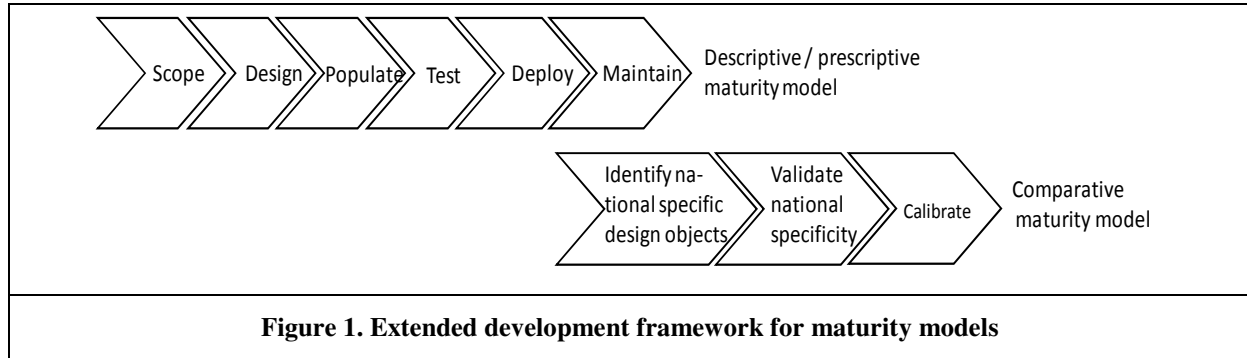 Scope
Design
Populate
Test
Deploy
Maintain
Descriptive / prescriptive
maturity model
Identify na-
tional specific
design objects
Validate
national
specificity
Calibrate
Comparative
maturity model
Figure 1. Extended development framework for maturity models